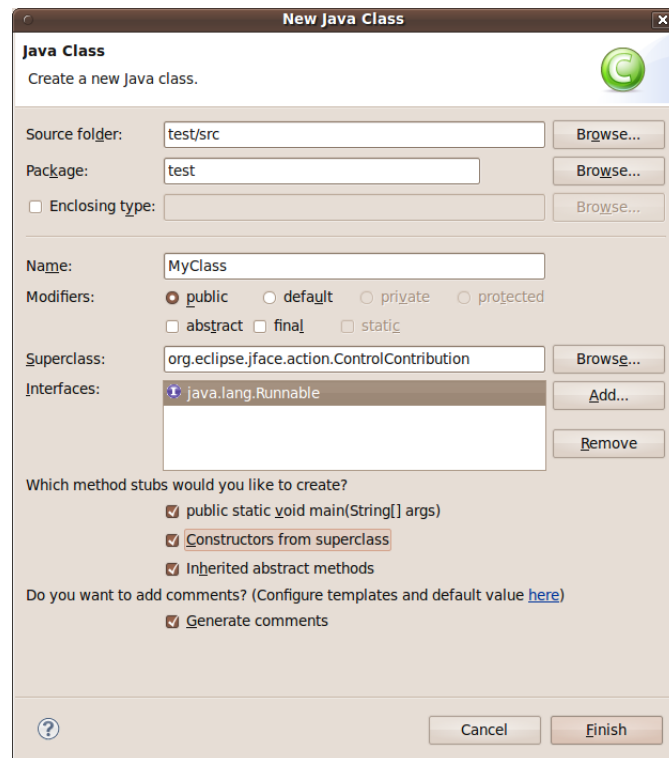 New Java Class
Java Class
Create a new Java class.
Source folder: test/src Browse...
Package: test Browse...
Enclosing type: Browse...
Name: MyClass
Modifiers: public default private protected
abstract final static
Superclass: org.eclipse.jface.action.ControlContribution Browse...
Interfaces: java.lang.Runnable Add...
Remove
Which method stubs would you like to create?
public static void main(String[] args)
Constructors from superclass
Inherited abstract methods
Do you want to add comments? (Configure templates and default value here)
Generate comments
Cancel Finish